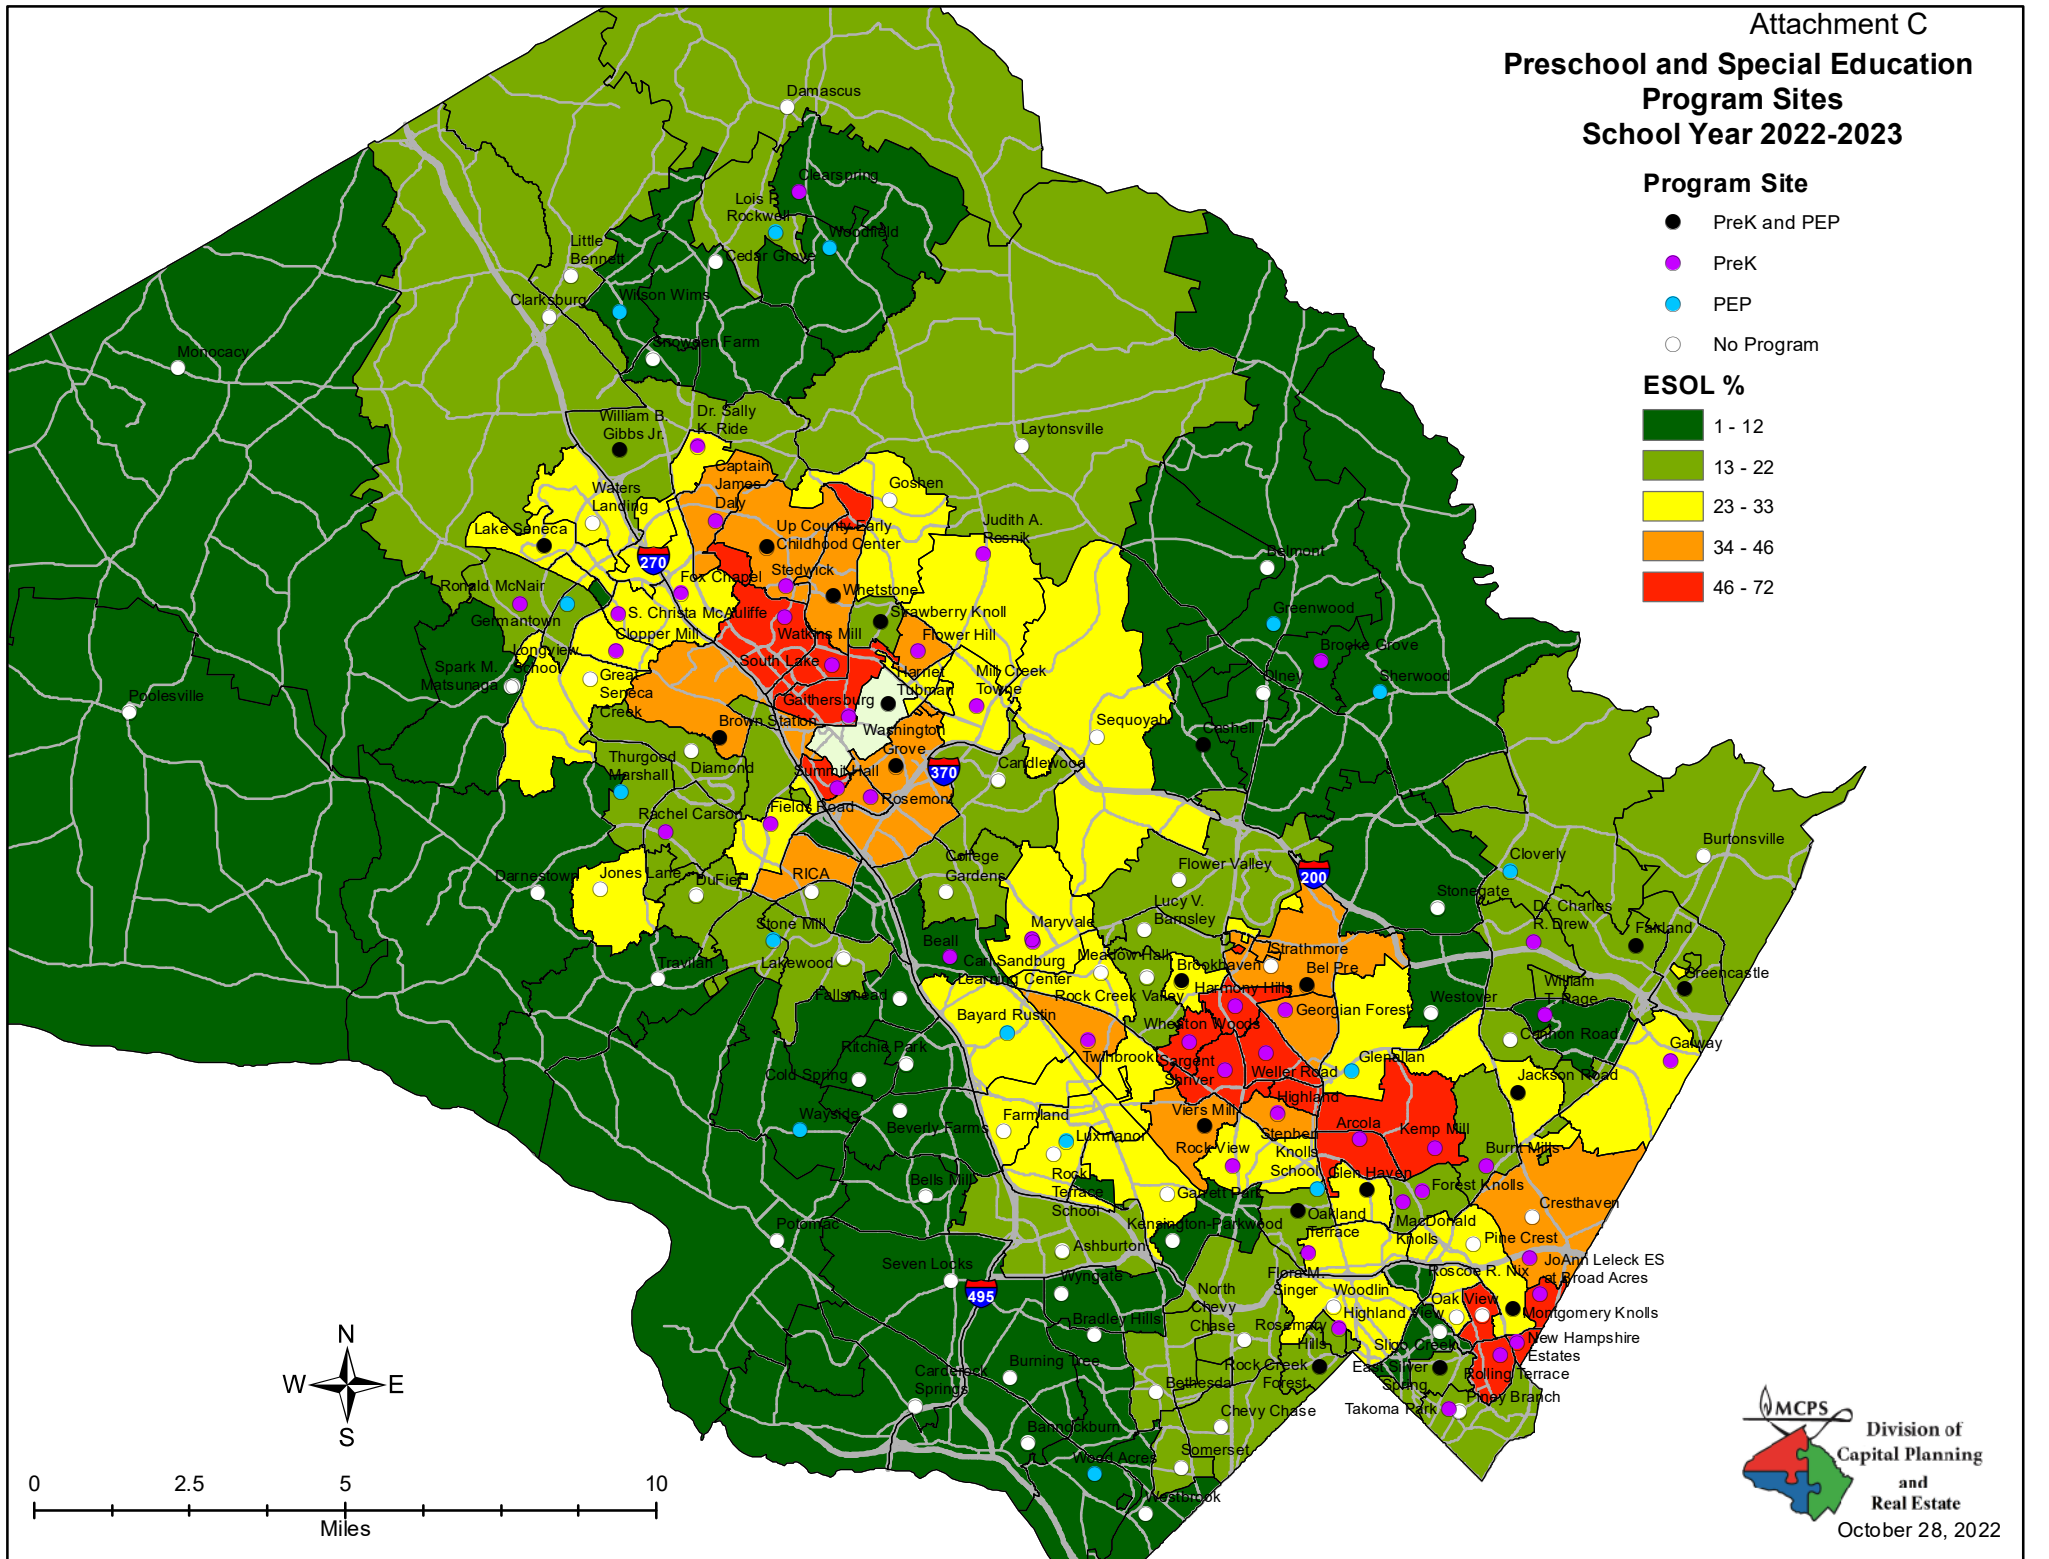 Attachment C
Preschool and Special Education
Program Sites
School Year 2022-2023
Program Site
PreK and PEP
PreK
PEP
No Program
ESOL %
1 - 12
13 - 22
23 - 33
34 - 46
46 - 72
Damascus
Clearspring
Lois P.
Rockwell
Woodfield
Cedar Grove
Little
Bennett
Clarksburg
Wilson Wims
Snowden Farm
Monocacy
William B.
Gibbs Jr.
Dr. Sally
K. Ride
Laytonsville
Captain
James
Daly
Goshen
Waters
Landing
Lake Seneca
Up County Early
Childhood Center
Judith A.
Resnik
Belmont
270
Fox Chapel
Stedwick
Whetstone
Ronald McNair
Germantown
S. Christa McAuliffe
Strawberry Knoll
Greenwood
Clopper Mill
Watkins Mill
Flower Hill
Brooke Grove
Longview
School
Spark M.
Matsunaga
South Lake
Great
Seneca
Creek
Harriet
Tubman
Mill Creek
Towne
Olney
Sherwood
Poolesville
Gaithersburg
Brown Station
Washington
Grove
Sequoyah
Cashell
Thurgood
Marshall
Diamond
Summit Hall
370
Candlewood
Rosemont
Fields Road
Rachel Carson
Burtonsville
Cloverly
College
Gardens
Flower Valley
200
Darnestown
Jones Lane
DuFief
RICA
Stonegate
Lucy V.
Barnsley
Dr. Charles
R. Drew
Fairland
Stone Mill
Maryvale
Beall
Strathmore
Travilah
Lakewood
Carl Sandburg
Learning Center
Meadow Hall
Brookhaven
Bel Pre
Greencastle
William
T. Page
Fallsmead
Rock Creek Valley
Harmony Hills
Westover
Bayard Rustin
Georgian Forest
Wheaton Woods
Cannon Road
Galway
Ritchie Park
Twinbrook
Sargent
Shriver
Weller Road
Glenallan
Cold Spring
Jackson Road
Highland
Wayside
Farmland
Viers Mill
Arcola
Kemp Mill
Beverly Farms
Luxmanor
Stephen
Knolls
School
Rock View
Burnt Mills
Glen Haven
Rock
Terrace
School
Bells Mill
Garrett Park
Forest Knolls
Cresthaven
Potomac
Kensington-Parkwood
Oakland
Terrace
MacDonald
Knolls
Pine Crest
Ashburton
Seven Locks
Wyngate
JoAnn Leleck ES
at Broad Acres
Flora M.
Singer
Roscoe R. Nix
495
North
Chevy
Chase
Woodlin
Oak View
Highland View
Montgomery Knolls
Bradley Hills
Rosemary
Hills
Sligo Creek
New Hampshire
Estates
Burning Tree
Carderock
Springs
Rock Creek
Forest
East Silver
Spring
Rolling Terrace
Bethesda
Piney Branch
Chevy Chase
Takoma Park
Bannockburn
Somerset
Wood Acres
Westbrook
N
W
E
S
0
2.5
5
10
Miles
MCPS
Division of
Capital Planning
and
Real Estate
October 28, 2022